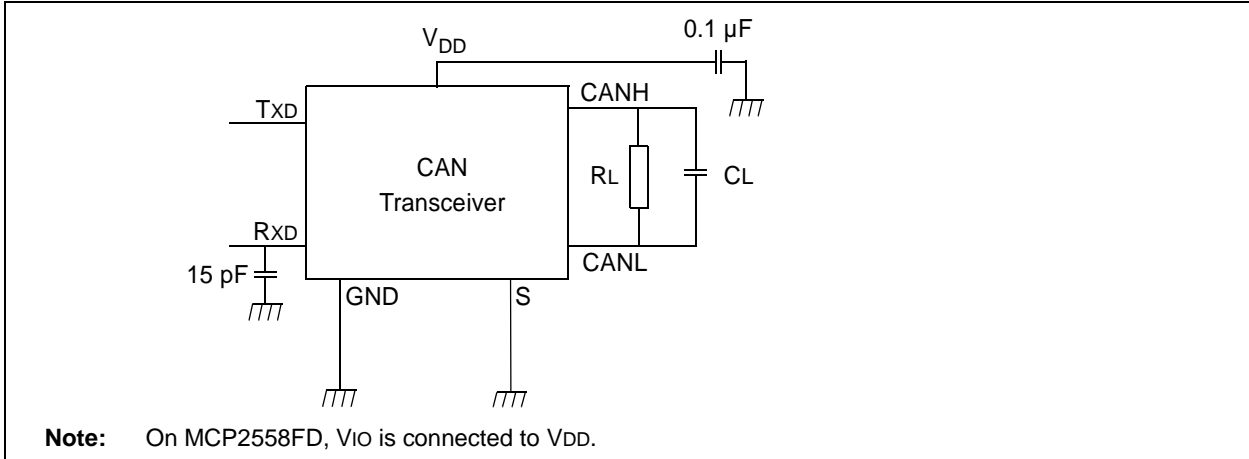 0.1 µF
VDD
CANH
TXD
CAN
Transceiver
RL
CL
RXD
CANL
15 pF
GND
S
Note: On MCP2558FD, VIO is connected to VDD.